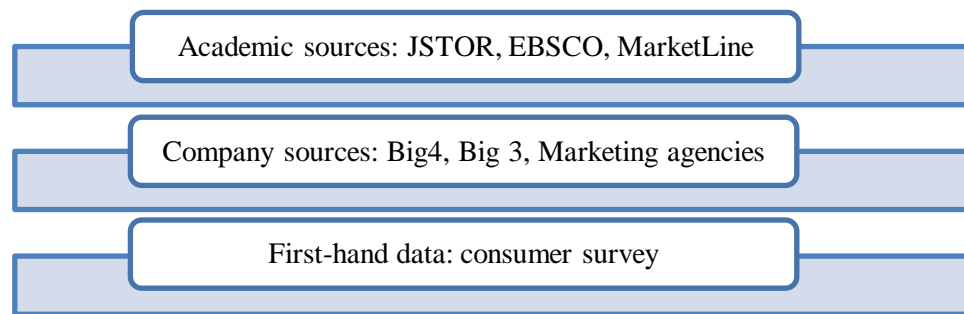 Academic sources: JSTOR, EBSCO, MarketLine
Company sources: Big4, Big 3, Marketing agencies
First-hand data: consumer survey